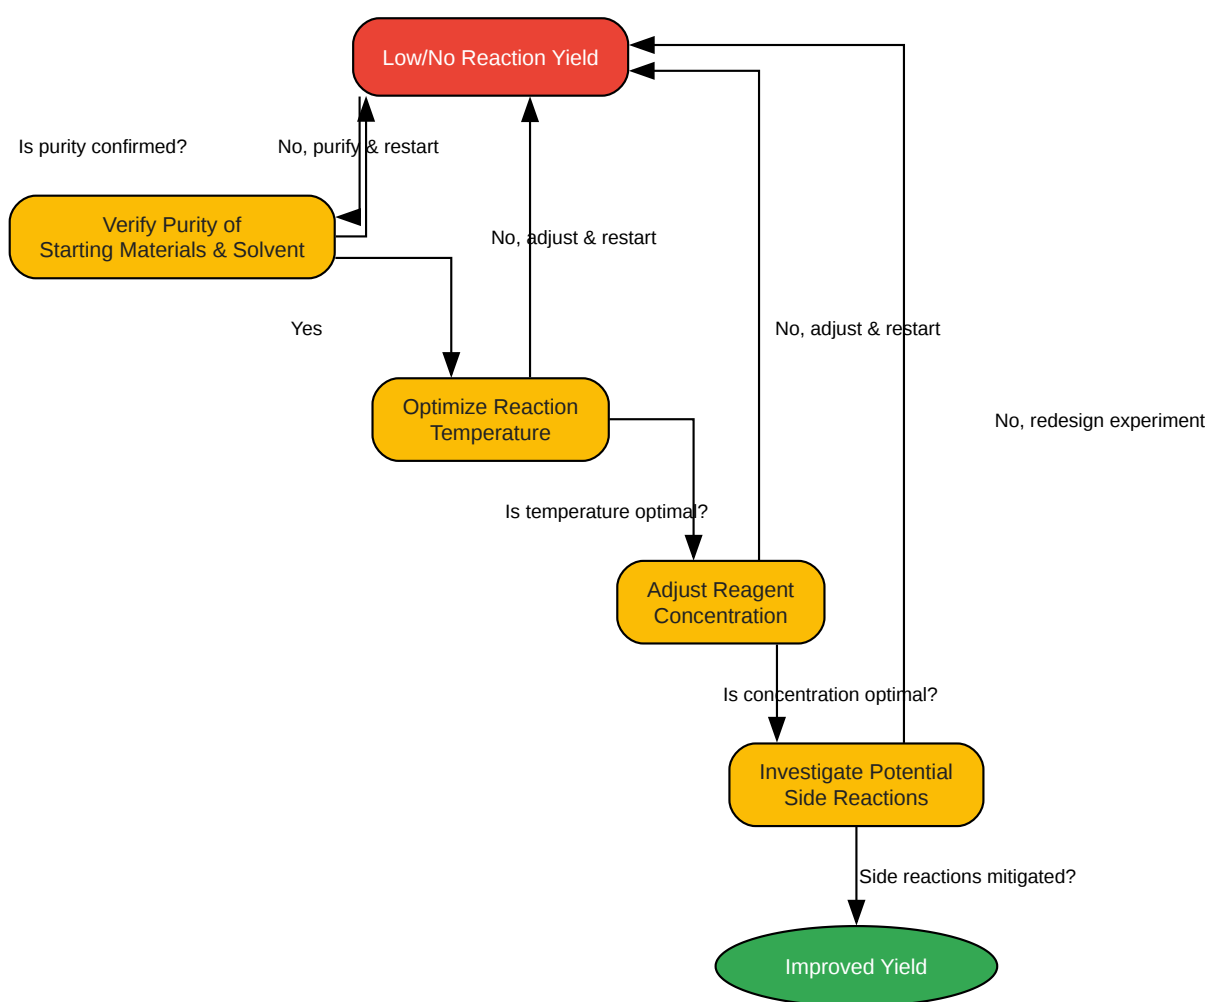 Low/No Reaction Yield
Is purity confirmed?
No, purify & restart
Verify Purity of
Starting Materials & Solvent
No, adjust & restart
Yes
No, adjust & restart
Optimize Reaction
Temperature
No, redesign experiment
Is temperature optimal?
Adjust Reagent
Concentration
Is concentration optimal?
Investigate Potential
Side Reactions
Side reactions mitigated?
Improved Yield